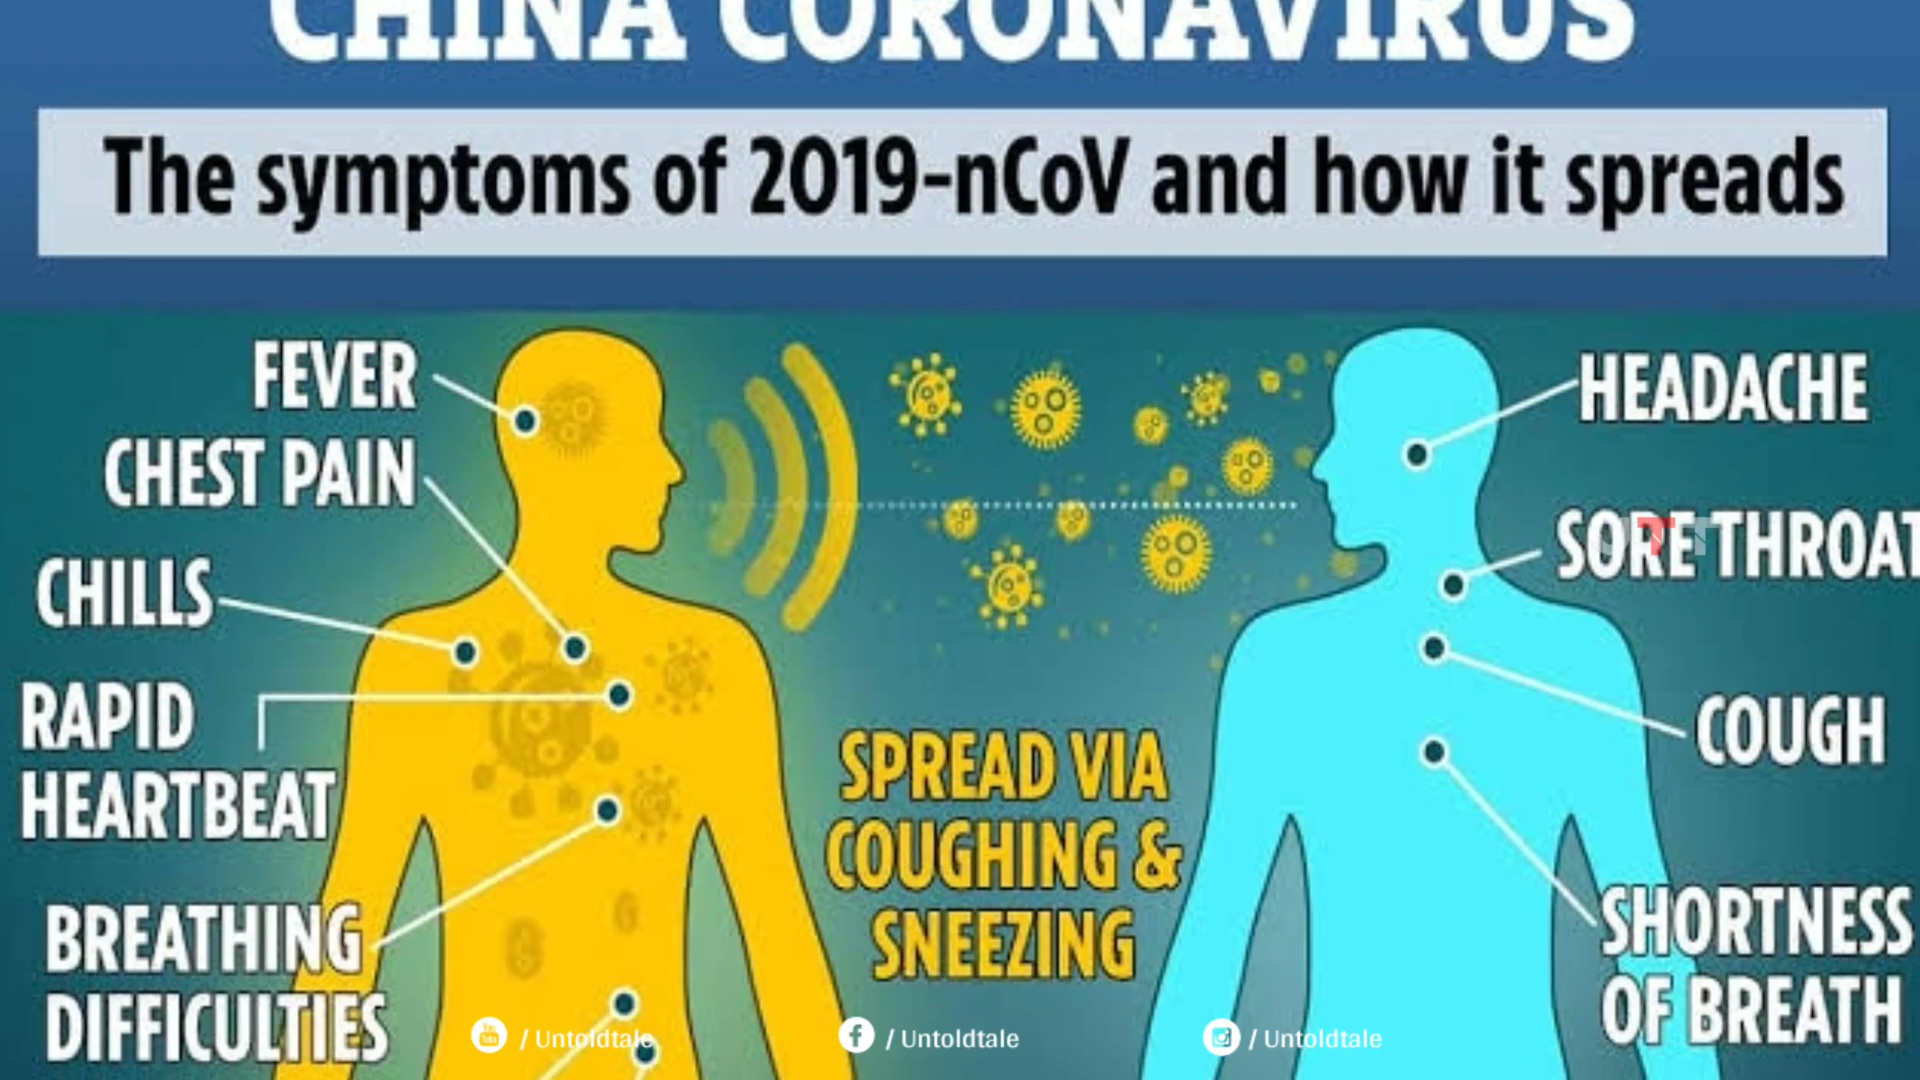 CHINA CORONAVIRUS
The symptoms of 2019-nCoV and how it spreads
FEVER
CHEST PAIN
CHILLS
RAPID
HEARTBEAT
BREATHING
DIFFICULTIES
SPREAD VIA
COUGHING &
SNEEZING
HEADACHE
SORE THROAT
COUGH
SHORTNESS
OF BREATH
/ Untoldtale
/ Untoldtale
/ Untoldtale